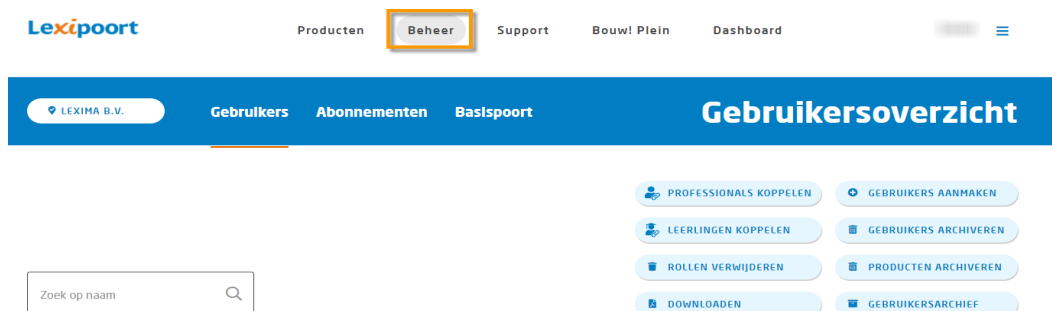 Lexipoort
Producten Beheer Support Bouw! Plein Dashboard
LEXIMA B.V. Gebruikers Abonnementen Basispoort Gebruikersoverzicht
PROFESSIONALS KOPPELEN GEBRUIKERS AANMAKEN
LEERLINGEN KOPPELEN GEBRUIKERS ARCHIVEREN
ROLLEN VERWIJDEREN PRODUCTEN ARCHIVEREN
Zoek op naam DOWNLOADEN GEBRUIKERSARCHIEF